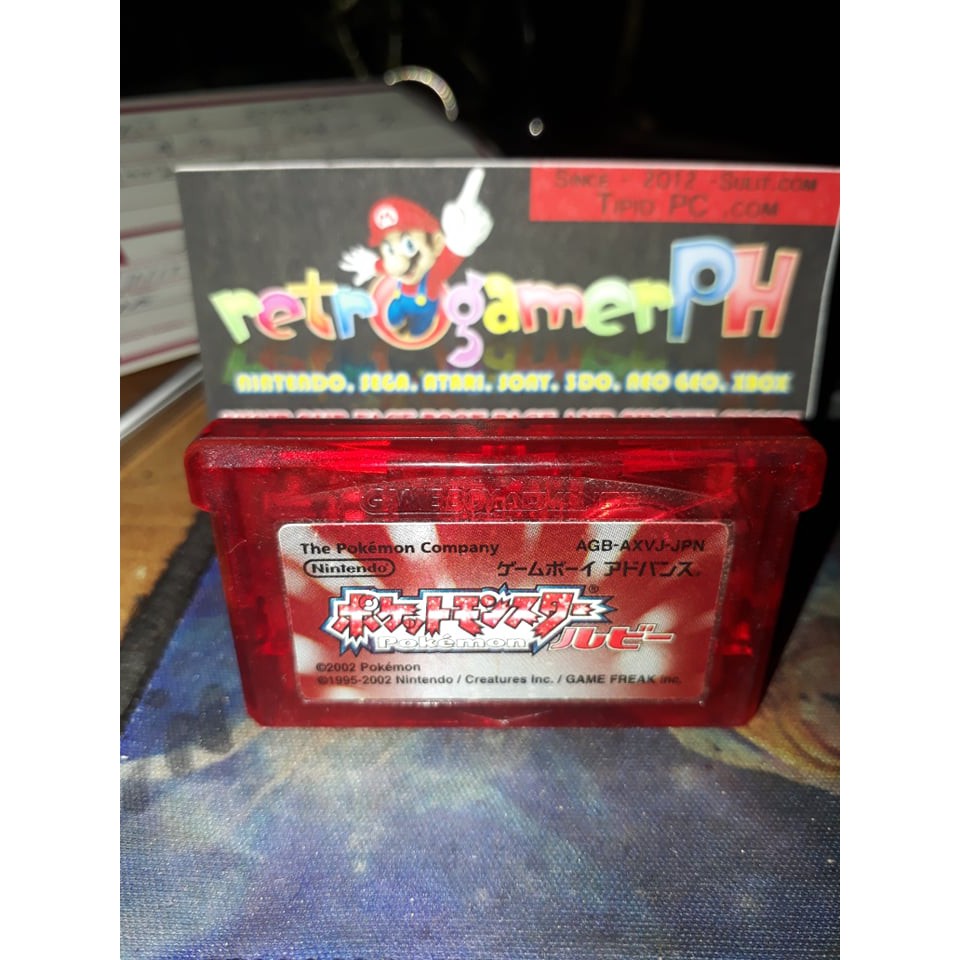 SINCE - 2012 -SULIT.COM
TIPID PC .COM
retrogamerPH
NINTENDO, SEGA, ATARI, SONY, 3DO, NEO GEO, XBOX
GAME BOY ADVANCE
The Pokémon Company
AGB-AXVJ-JPN
Nintendo
ゲームボーイ アドバンス®
ポケットモンスター®
Pokémon
ルビー
©2002 Pokémon
©1995-2002 Nintendo / Creatures Inc. / GAME FREAK inc.